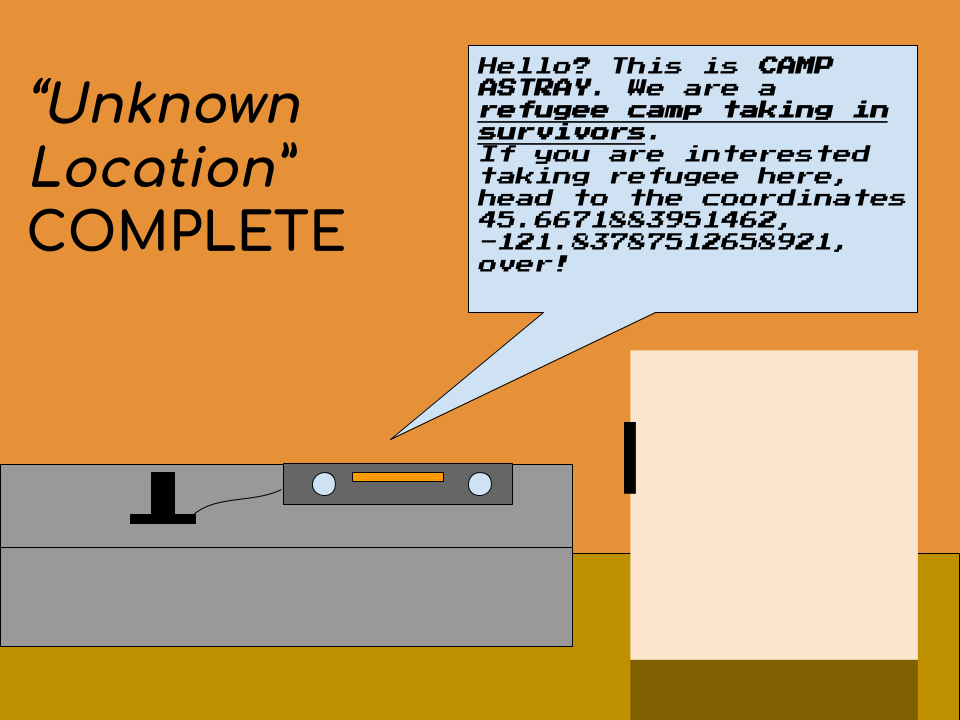 “Unknown
Location”
COMPLETE
Hello? This is CAMP
ASTRAY. We are a
refugee camp taking in
survivors.
If you are interested
taking refugee here,
head to the coordinates
45.6671883951462,
-121.83787512658921,
over!